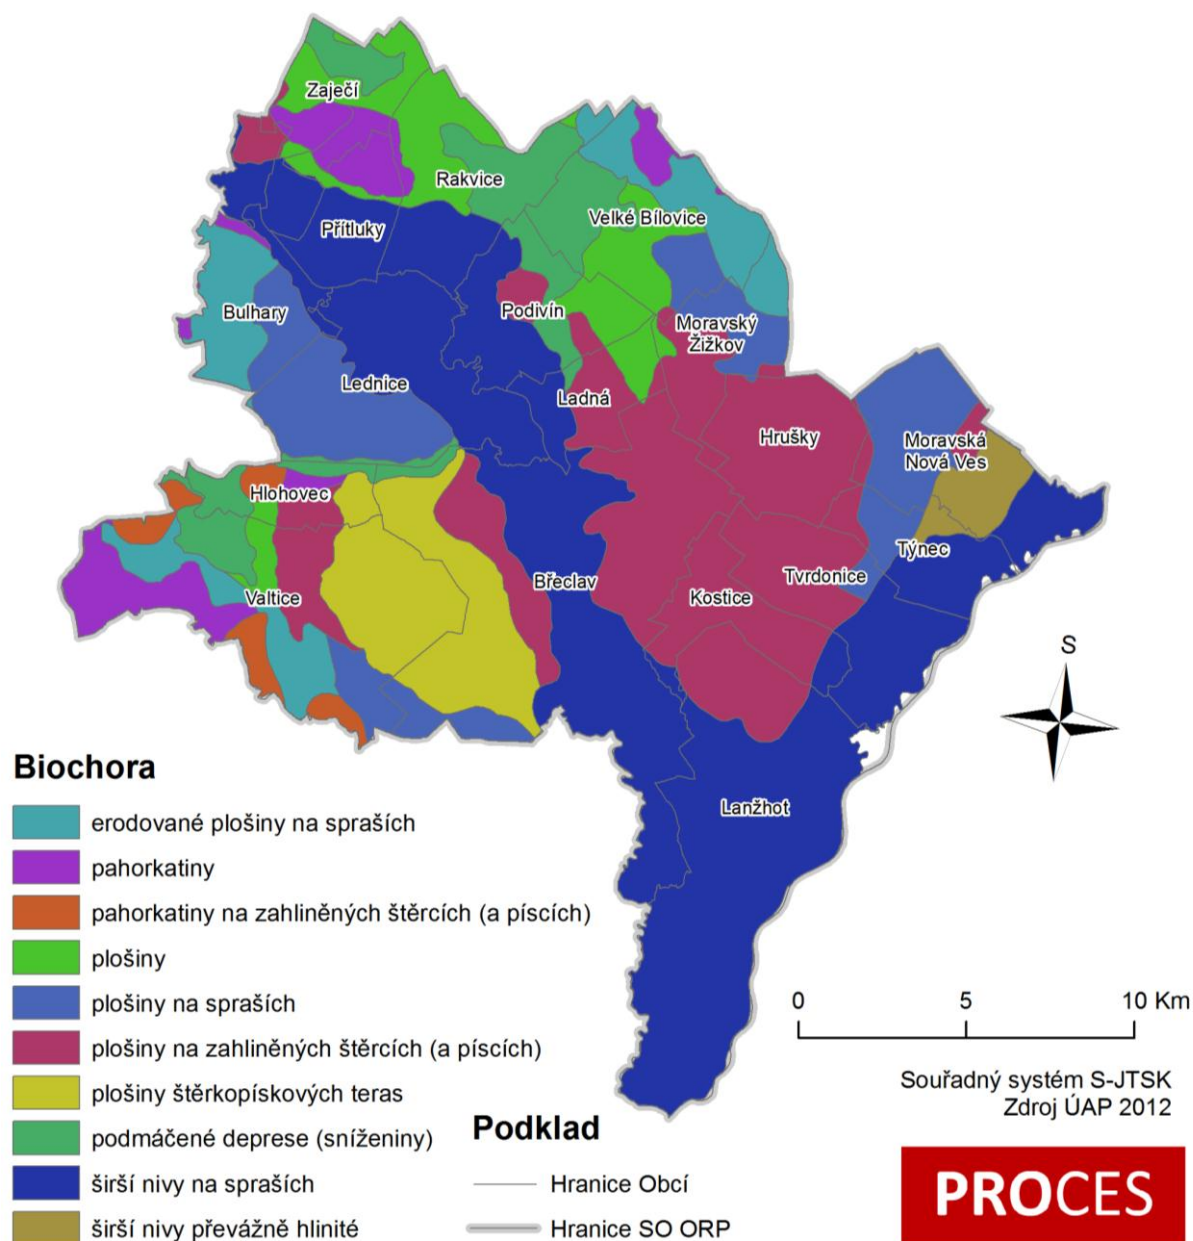 Zaječí
Rakvice
Velké Bílovice
Přítluky
Bulhary
Podivín
Moravský
Žižkov
Lednice
Ladná
Hrušky
Moravská
Nová Ves
Hlohovec
Týnec
Břeclav
Tvrdonice
Valtice
Kostice
S
Lanžhot
Biochora
erodované plošiny na spraších
pahorkatiny
pahorkatiny na zahliněných štěrcích (a píscích)
plošiny
plošiny na spraších
plošiny na zahliněných štěrcích (a píscích)
plošiny štěrkopískových teras
podmáčené deprese (sníženiny)
širší nivy na spraších
širší nivy převážně hlinité
Podklad
Hranice Obcí
Hranice SO ORP
0 5 10 Km
Souřadný systém S-JTSK
Zdroj ÚAP 2012
PROCES